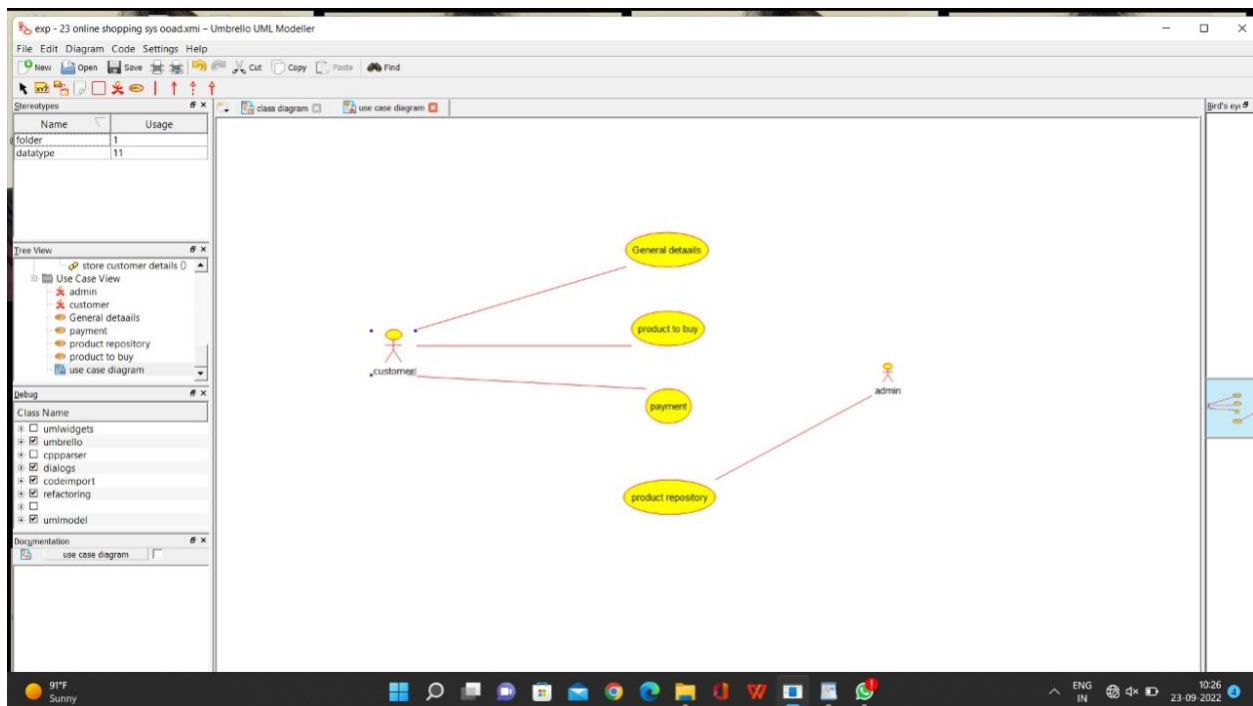 exp - 23 online shopping sys ooad.xmi – Umbrello UML Modeller
File Edit Diagram Code Settings Help
New Open Save Cut Copy Paste Find
Stereotypes
Name Usage
folder 1
datatype 11
Tree View
store customer details ()
Use Case View
admin
customer
General detaails
payment
product repository
product to buy
use case diagram
Debug
Class Name
umlwidgets
umbrello
cppparser
dialogs
codeimport
refactoring
umlmodel
Documentation
use case diagram
class diagram use case diagram
General detaails
product to buy
customer
admin
payment
product repository
Bird's eye
91°F
Sunny
ENG
IN
10:26
23-09-2022
4